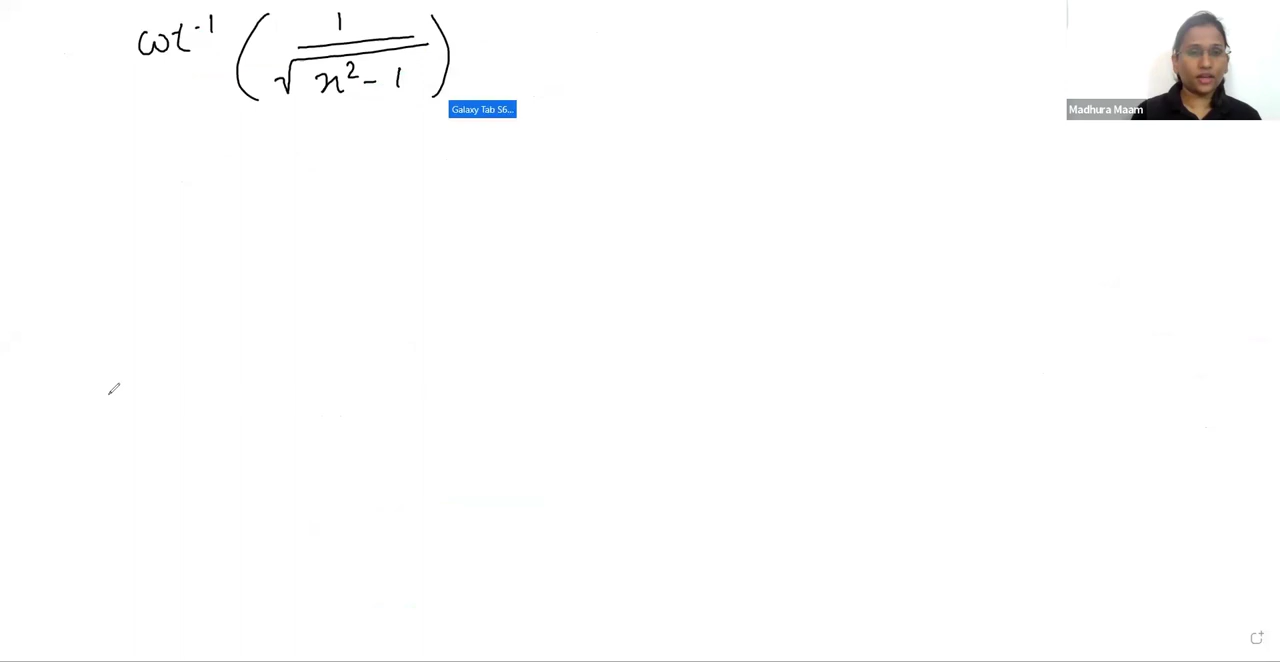 cot⁻¹ ( 1 / √(x² - 1) )
Galaxy Tab S6...
Madhura Maam